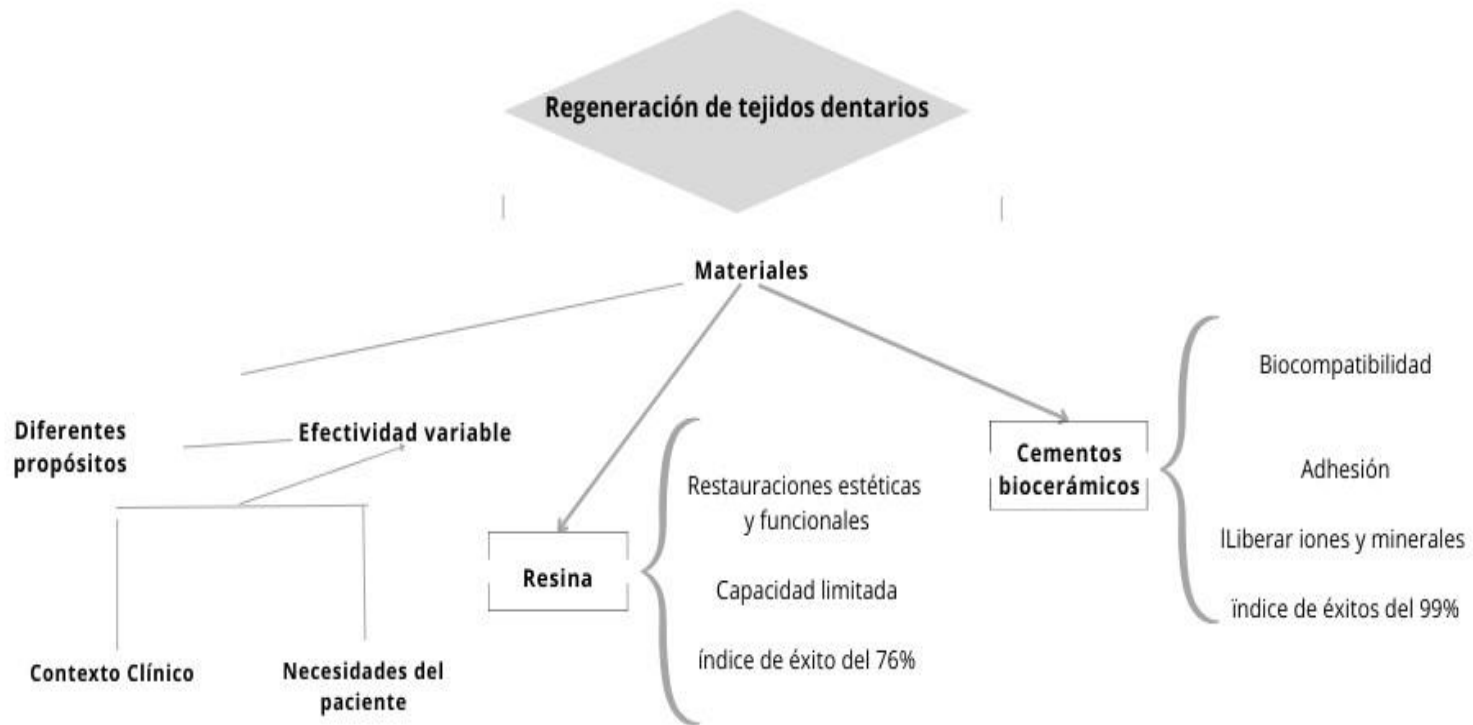 Regeneración de tejidos dentarios
Materiales
Diferentes
propósitos
Efectividad variable
Contexto Clínico
Necesidades del
paciente
Resina
Restauraciones estéticas
y funcionales
Capacidad limitada
índice de éxito del 76%
Cementos
biocerámicos
Biocompatibilidad
Adhesión
lLiberar iones y minerales
ïndice de éxitos del 99%